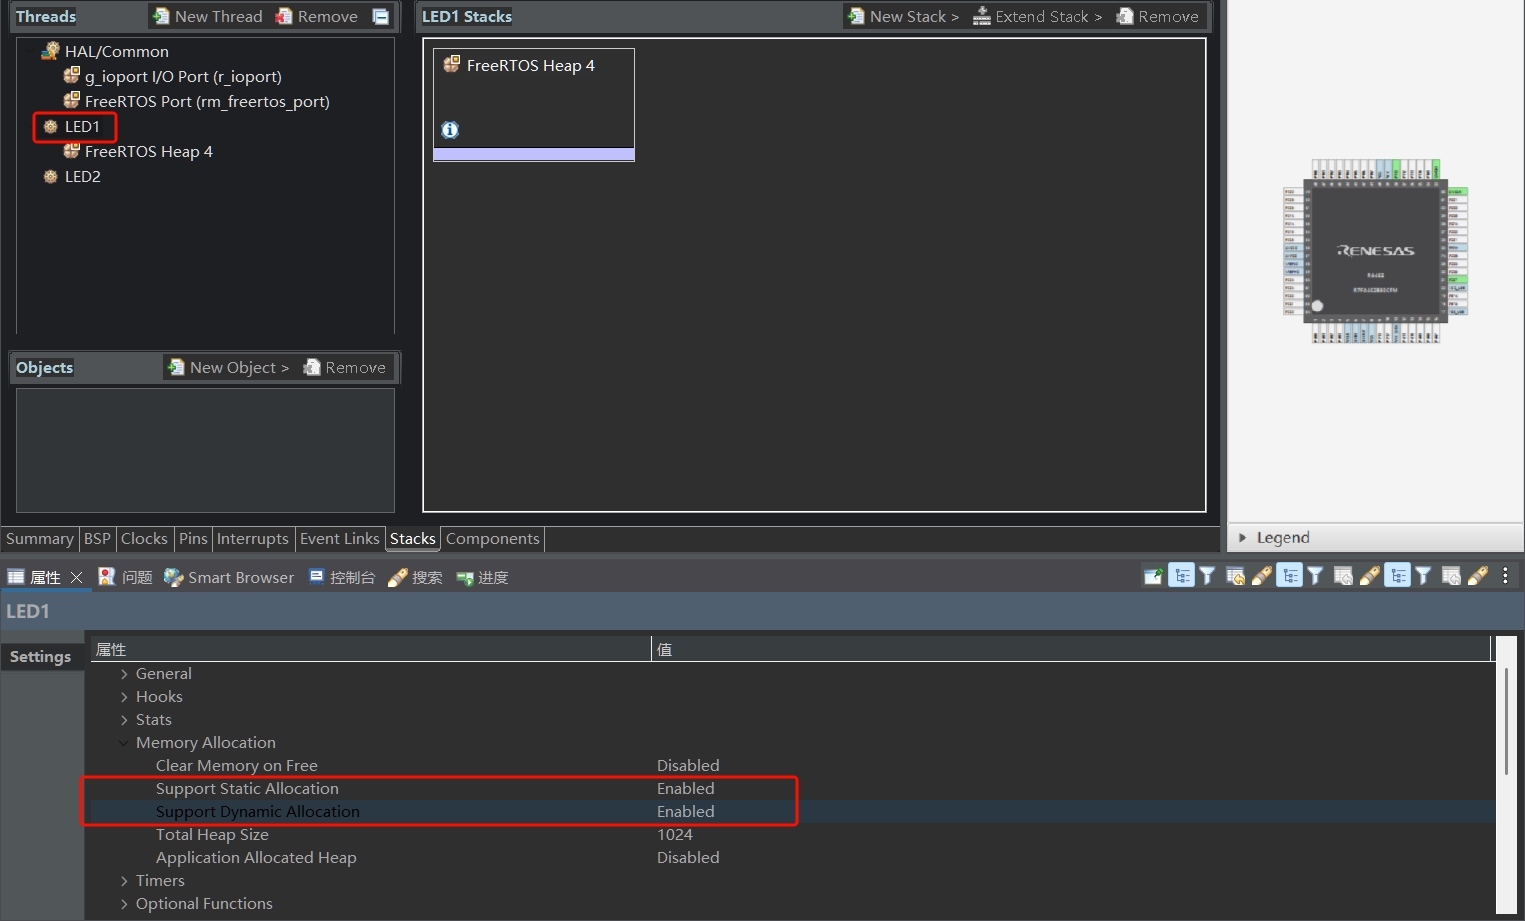 Threads
New Thread
Remove
HAL/Common
g_ioport I/O Port (r_ioport)
FreeRTOS Port (rm_freertos_port)
LED1
FreeRTOS Heap 4
LED2
Objects
New Object >
Remove
LED1 Stacks
New Stack >
Extend Stack >
Remove
FreeRTOS Heap 4
RENESAS
Legend
Summary
BSP
Clocks
Pins
Interrupts
Event Links
Stacks
Components
属性
问题
Smart Browser
控制台
搜索
进度
LED1
Settings
属性 值
General
Hooks
Stats
Memory Allocation
Clear Memory on Free Disabled
Support Static Allocation Enabled
Support Dynamic Allocation Enabled
Total Heap Size 1024
Application Allocated Heap Disabled
Timers
Optional Functions